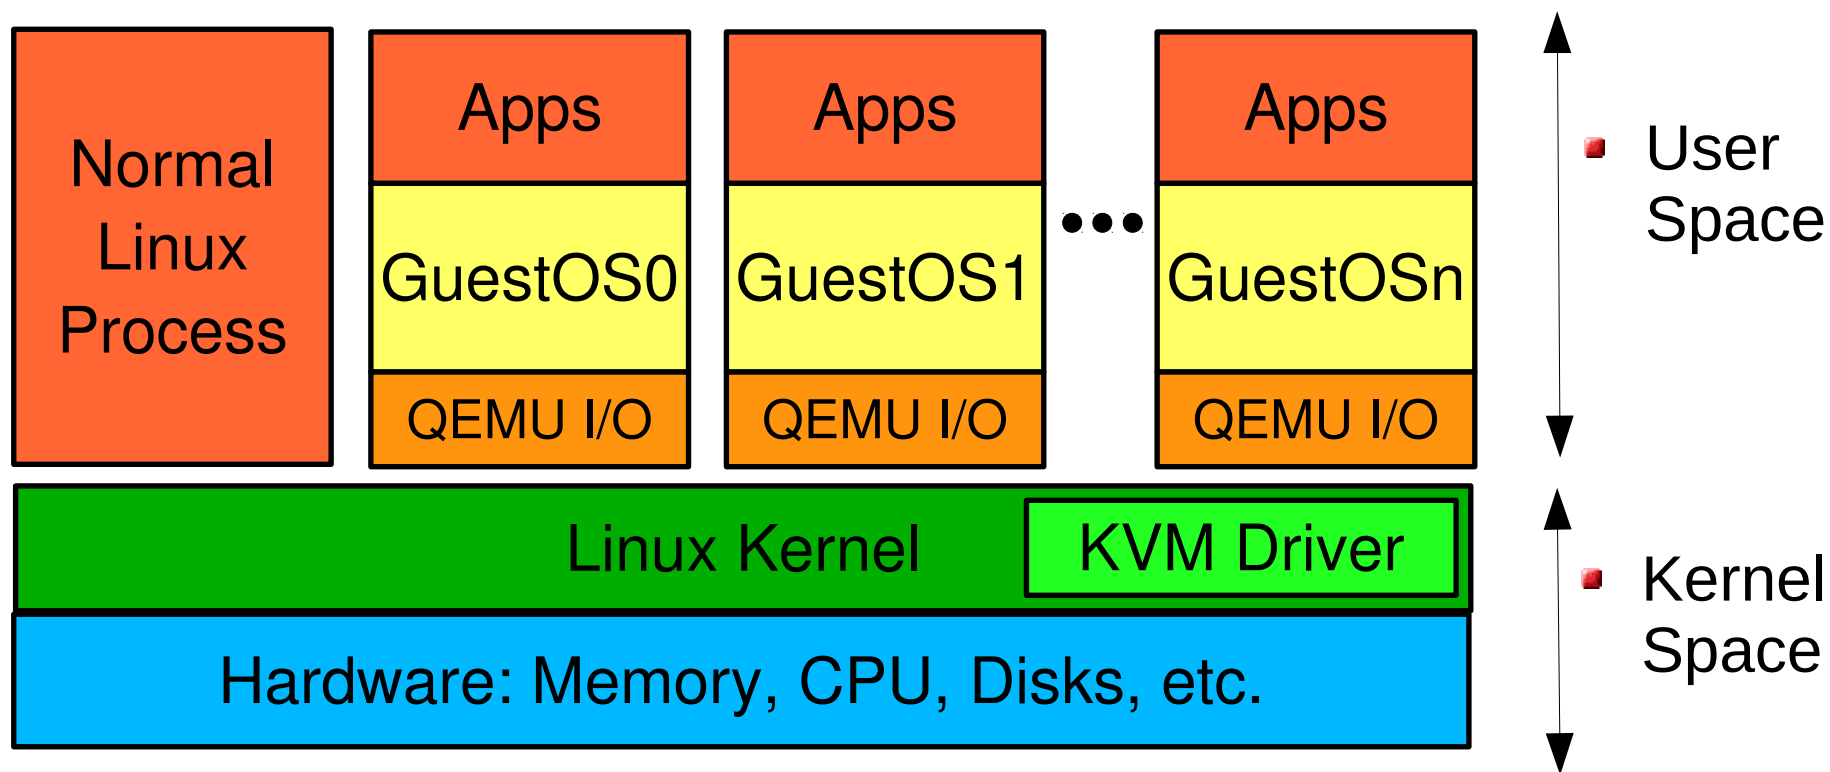 Normal
Linux
Process
Apps
GuestOS0
QEMU I/O
Apps
GuestOS1
QEMU I/O
•••
Apps
GuestOSn
QEMU I/O
User
Space
Linux Kernel
KVM Driver
Hardware: Memory, CPU, Disks, etc.
Kernel
Space